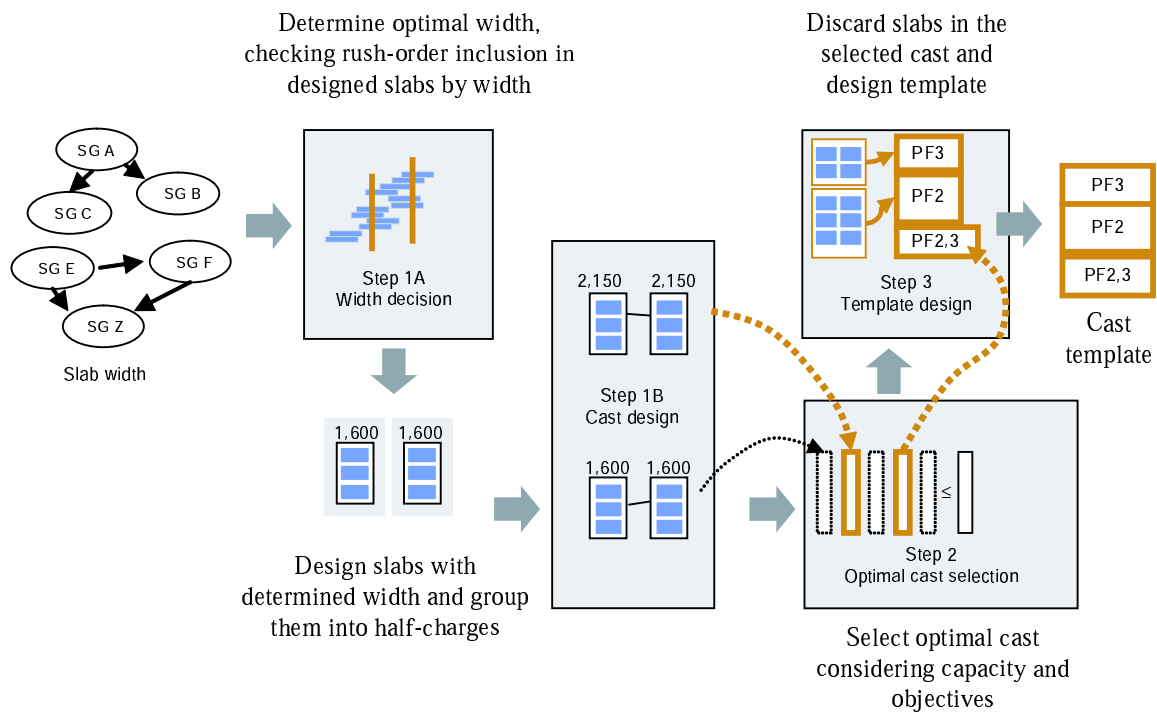 Determine optimal width,
checking rush-order inclusion in
designed slabs by width
Discard slabs in the
selected cast and
design template
SG A
SG B
SG C
SG E
SG F
SG Z
Slab width
Step 1A
Width decision
1,600
1,600
Design slabs with
determined width and group
them into half-charges
2,150
2,150
Step 1B
Cast design
1,600
1,600
PF3
PF2
PF2,3
Step 3
Template design
PF3
PF2
PF2,3
Cast
template
≤
Step 2
Optimal cast selection
Select optimal cast
considering capacity and
objectives